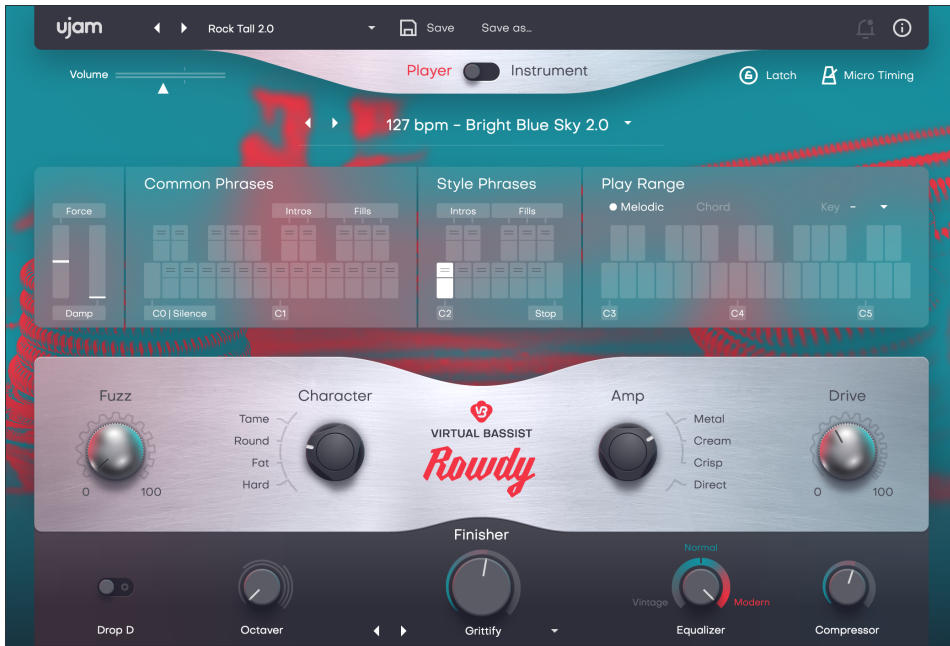 ujam
Rock Tall 2.0
Save
Save as...
Volume
Player
Instrument
Latch
Micro Timing
127 bpm – Bright Blue Sky 2.0
Common Phrases
Style Phrases
Play Range
Force
Intros
Fills
Intros
Fills
Melodic
Chord
Key –
Damp
C0 | Silence
C1
C2
Stop
C3
C4
C5
Fuzz
Character
Amp
Drive
Tame
Round
Fat
Hard
VB
VIRTUAL BASSIST
Rowdy
Metal
Cream
Crisp
Direct
0
100
0
100
Finisher
Normal
Vintage
Modern
Drop D
Octaver
Grittify
Equalizer
Compressor